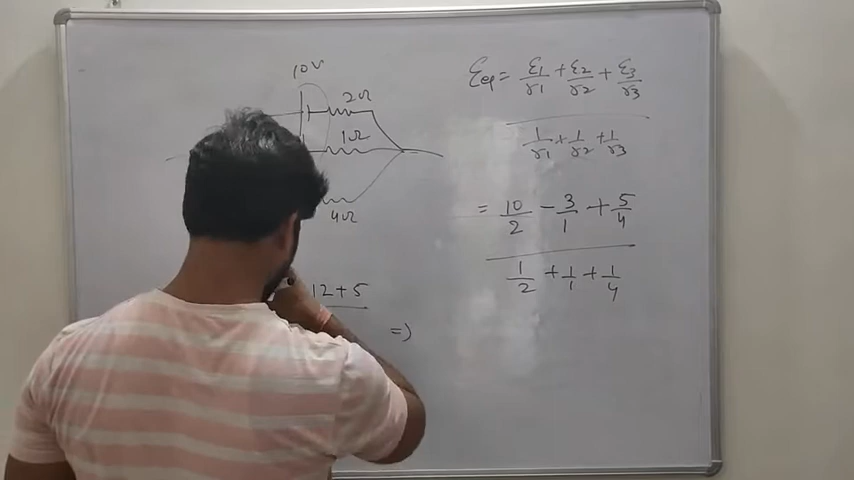 10V
2Ω
1Ω
4Ω
12+5
=)
Eeq = ε1/r1 + ε2/r2 + ε3/r3
1/r1 + 1/r2 + 1/r3
= 10/2 - 3/1 + 5/4
1/2 + 1/1 + 1/4